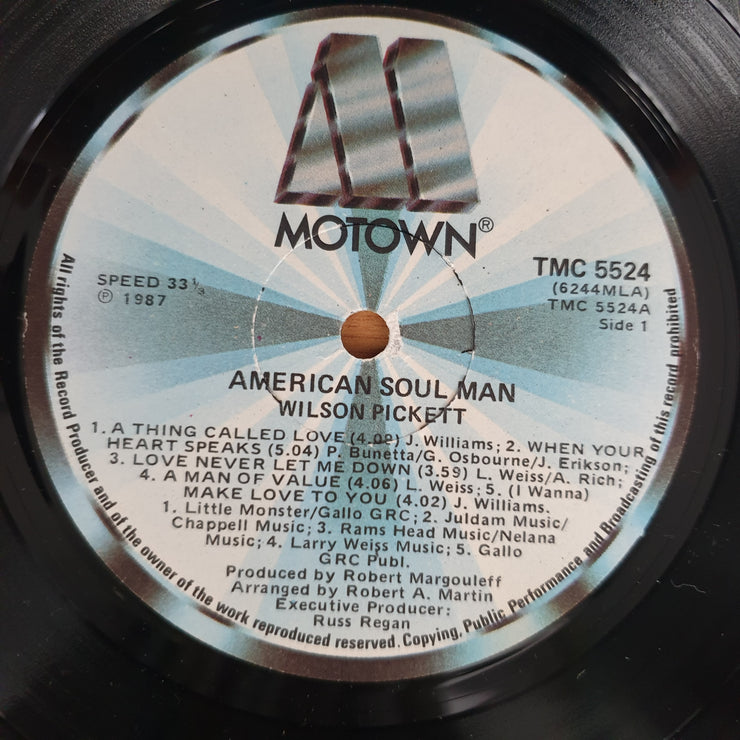 MOTOWN®
SPEED 33⅓
℗ 1987
TMC 5524
(6244MLA)
TMC 5524A
Side 1
AMERICAN SOUL MAN
WILSON PICKETT
1. A THING CALLED LOVE (4.09) J. Williams; 2. WHEN YOUR
HEART SPEAKS (5.04) P. Bunetta/G. Osbourne/J. Erikson;
3. LOVE NEVER LET ME DOWN (3.59) L. Weiss/A. Rich;
4. A MAN OF VALUE (4.06) L. Weiss; 5. (I Wanna)
MAKE LOVE TO YOU (4.02) J. Williams.
1. Little Monster/Gallo GRC; 2. Juldam Music/
Chappell Music; 3. Rams Head Music/Nelana
Music; 4. Larry Weiss Music; 5. Gallo
GRC Publ.
Produced by Robert Margouleff
Arranged by Robert A. Martin
Executive Producer:
Russ Regan
All rights of the Record Producer and of the owner of the work reproduced reserved. Copying, Public Performance and Broadcasting of this record prohibited